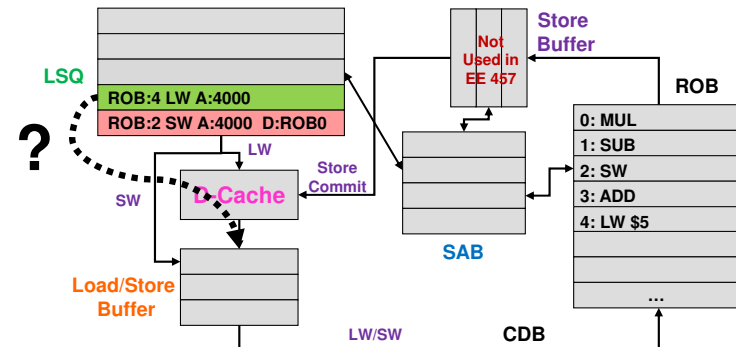 Store
Buffer
Not
Used in
EE 457
ROB
LSQ
ROB:4 LW A:4000
ROB:2 SW A:4000 D:ROB0
?
LW
SW
D-Cache
Store
Commit
0: MUL
1: SUB
2: SW
3: ADD
4: LW $5
...
SAB
Load/Store
Buffer
LW/SW
CDB